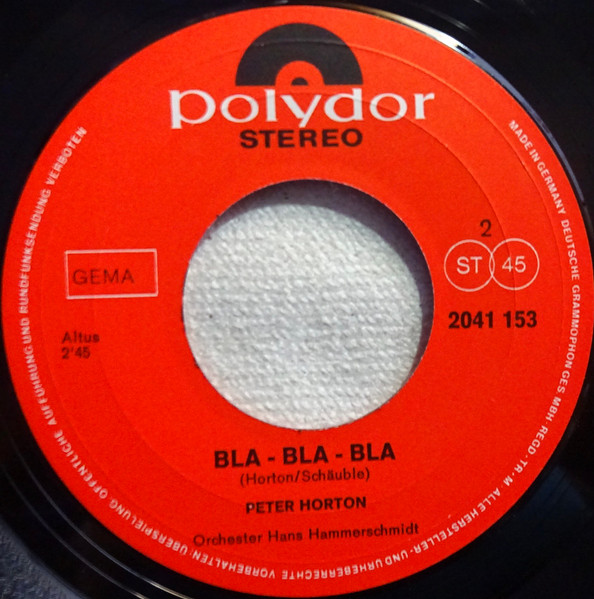 polydor
STEREO
GEMA
2
ST 45
2041 153
Altus
2'45
BLA - BLA - BLA
(Horton/Schäuble)
PETER HORTON
Orchester Hans Hammerschmidt
MADE IN GERMANY DEUTSCHE GRAMMOPHON GES. MBH REGD·TR·M· ALLE HERSTELLER- UND URHEBERRECHTE VORBEHALTEN: ÜBERSPIELUNG, ÖFFENTLICHE AUFFÜHRUNG UND RUNDFUNKSENDUNG VERBOTEN